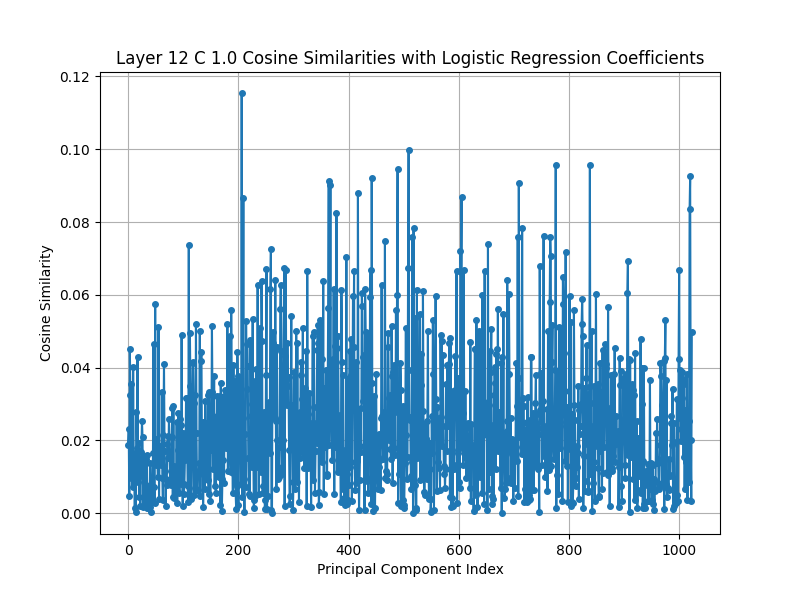 Layer 12 C 1.0 Cosine Similarities with Logistic Regression Coefficients
0.12
0.10
0.08
0.06
0.04
0.02
0.00
Cosine Similarity
0 200 400 600 800 1000
Principal Component Index